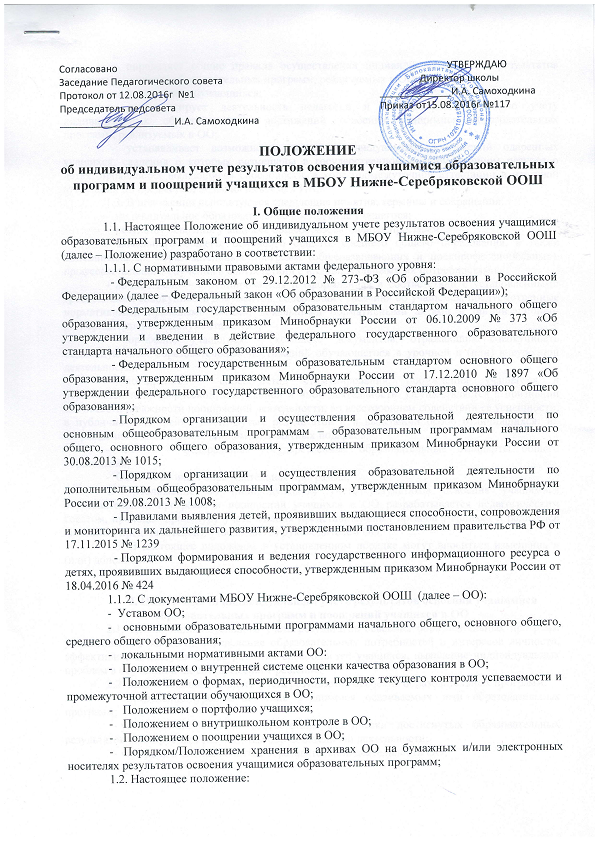 Согласовано УТВЕРЖДАЮ
Заседание Педагогического совета Директор школы
Протокол от 12.08.2016г №1 И.А. Самоходкина
Председатель педсовета Приказ от15.08.2016г №117
И.А. Самоходкина
ПОЛОЖЕНИЕ
об индивидуальном учете результатов освоения учащимися образовательных
программ и поощрений учащихся в МБОУ Нижне-Серебряковской ООШ
I. Общие положения
1.1. Настоящее Положение об индивидуальном учете результатов освоения учащимися
образовательных программ и поощрений учащихся в МБОУ Нижне-Серебряковской ООШ
(далее – Положение) разработано в соответствии:
1.1.1. С нормативными правовыми актами федерального уровня:
- Федеральным законом от 29.12.2012 № 273-ФЗ «Об образовании в Российской
Федерации» (далее – Федеральный закон «Об образовании в Российской Федерации»);
- Федеральным государственным образовательным стандартом начального общего
образования, утвержденным приказом Минобрнауки России от 06.10.2009 № 373 «Об
утверждении и введении в действие федерального государственного образовательного
стандарта начального общего образования»;
- Федеральным государственным образовательным стандартом основного общего
образования, утвержденным приказом Минобрнауки России от 17.12.2010 № 1897 «Об
утверждении федерального государственного образовательного стандарта основного общего
образования»;
- Порядком организации и осуществления образовательной деятельности по
основным общеобразовательным программам – образовательным программам начального
общего, основного общего образования, утвержденным приказом Минобрнауки России от
30.08.2013 № 1015;
- Порядком организации и осуществления образовательной деятельности по
дополнительным общеобразовательным программам, утвержденным приказом Минобрнауки
России от 29.08.2013 № 1008;
- Правилами выявления детей, проявивших выдающиеся способности, сопровождения
и мониторинга их дальнейшего развития, утвержденными постановлением правительства РФ от
17.11.2015 № 1239
- Порядком формирования и ведения государственного информационного ресурса о
детях, проявивших выдающиеся способности, утвержденным приказом Минобрнауки России от
18.04.2016 № 424
1.1.2. С документами МБОУ Нижне-Серебряковской ООШ (далее – ОО):
- Уставом ОО;
- основными образовательными программами начального общего, основного общего,
среднего общего образования;
- локальными нормативными актами ОО:
- Положением о внутренней системе оценки качества образования в ОО;
- Положением о формах, периодичности, порядке текущего контроля успеваемости и
промежуточной аттестации обучающихся в ОО;
- Положением о портфолио учащихся;
- Положением о внутришкольном контроле в ОО;
- Положением о поощрении учащихся в ОО;
- Порядком/Положением хранения в архивах ОО на бумажных и/или электронных
носителях результатов освоения учащимися образовательных программ;
1.2. Настоящее положение: